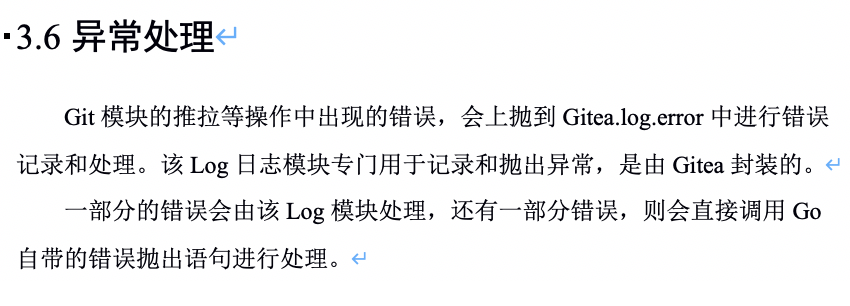 3.6 异常处理
Git 模块的推拉等操作中出现的错误，会上抛到 Gitea.log.error 中进行错误
记录和处理。该 Log 日志模块专门用于记录和抛出异常，是由 Gitea 封装的。
一部分的错误会由该 Log 模块处理，还有一部分错误，则会直接调用 Go
自带的错误抛出语句进行处理。